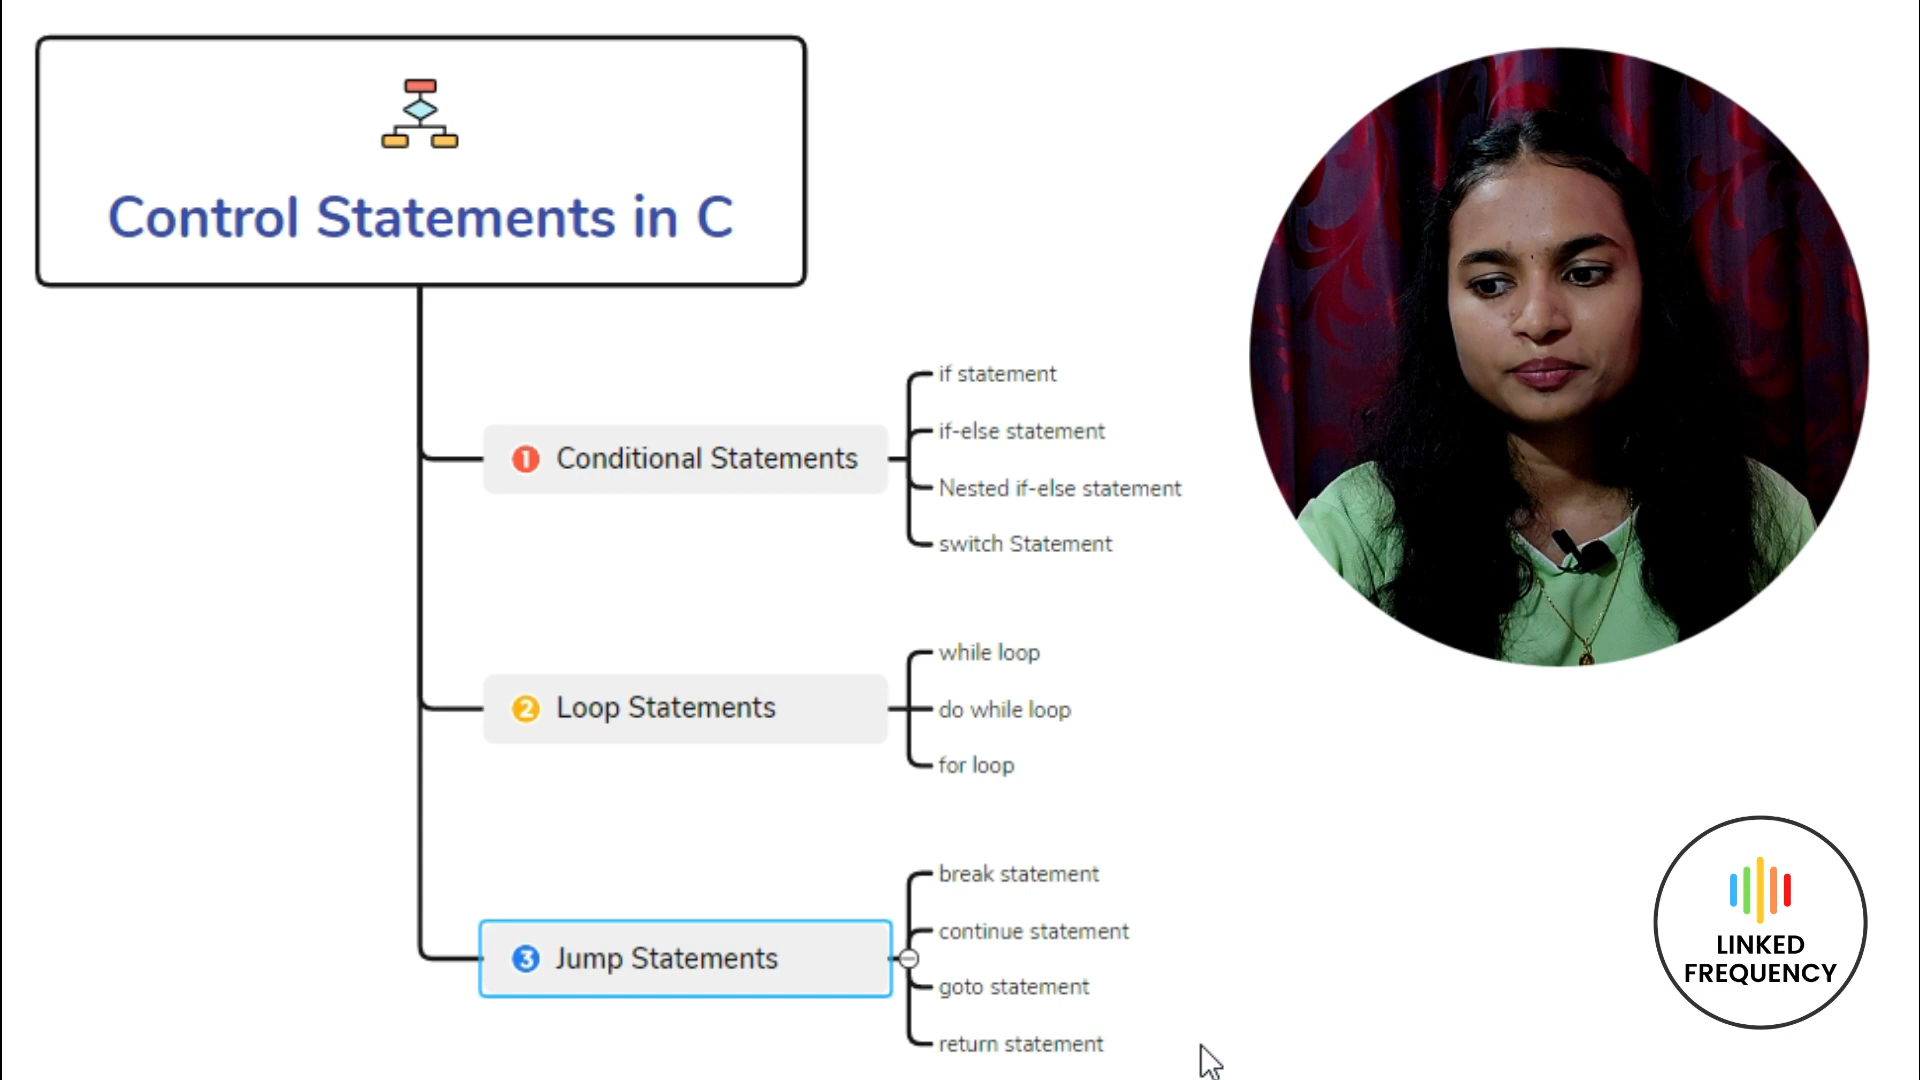 Control Statements in C
1 Conditional Statements
if statement
if-else statement
Nested if-else statement
switch Statement
2 Loop Statements
while loop
do while loop
for loop
3 Jump Statements
break statement
continue statement
goto statement
return statement
LINKED
FREQUENCY